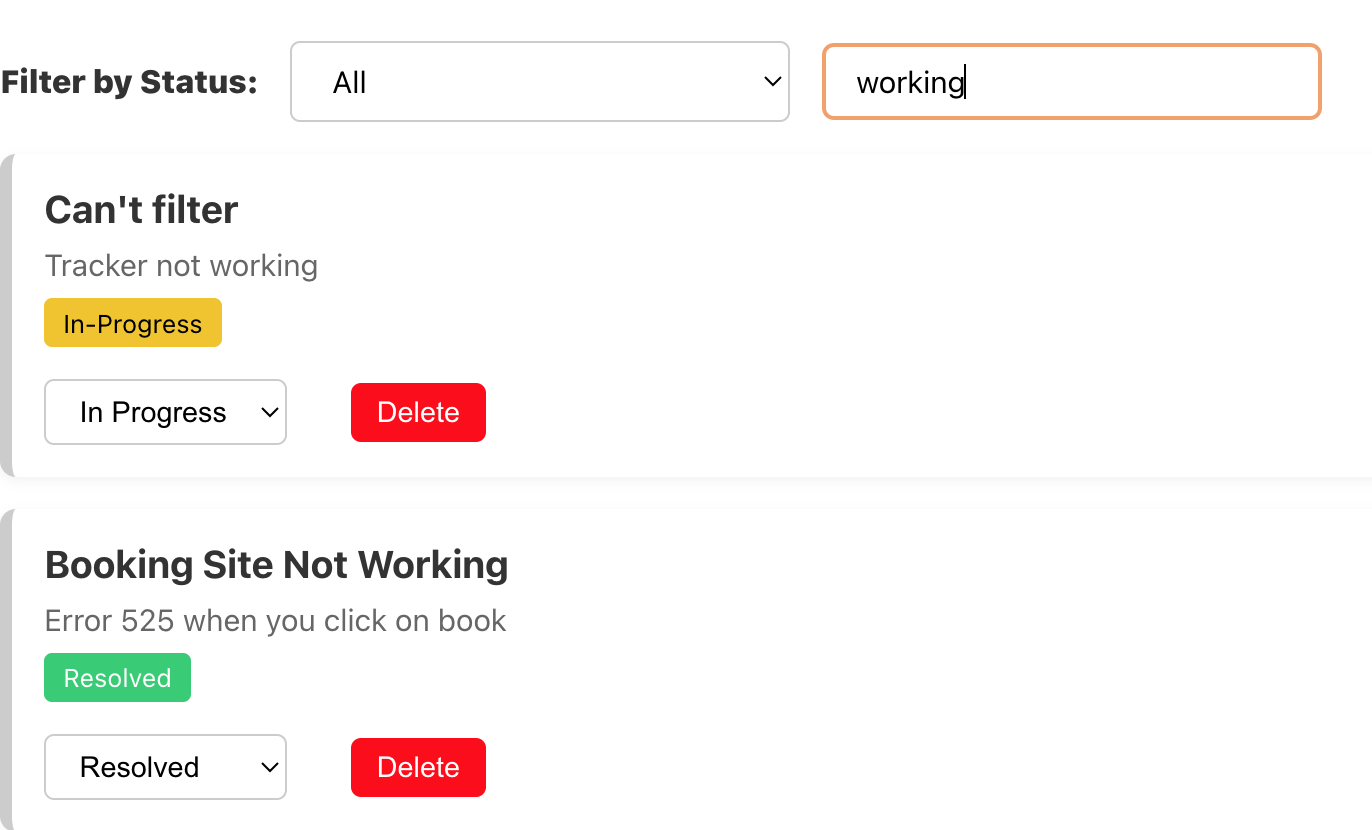 Filter by Status: All working
Can't filter
Tracker not working
In-Progress
In Progress Delete
Booking Site Not Working
Error 525 when you click on book
Resolved
Resolved Delete